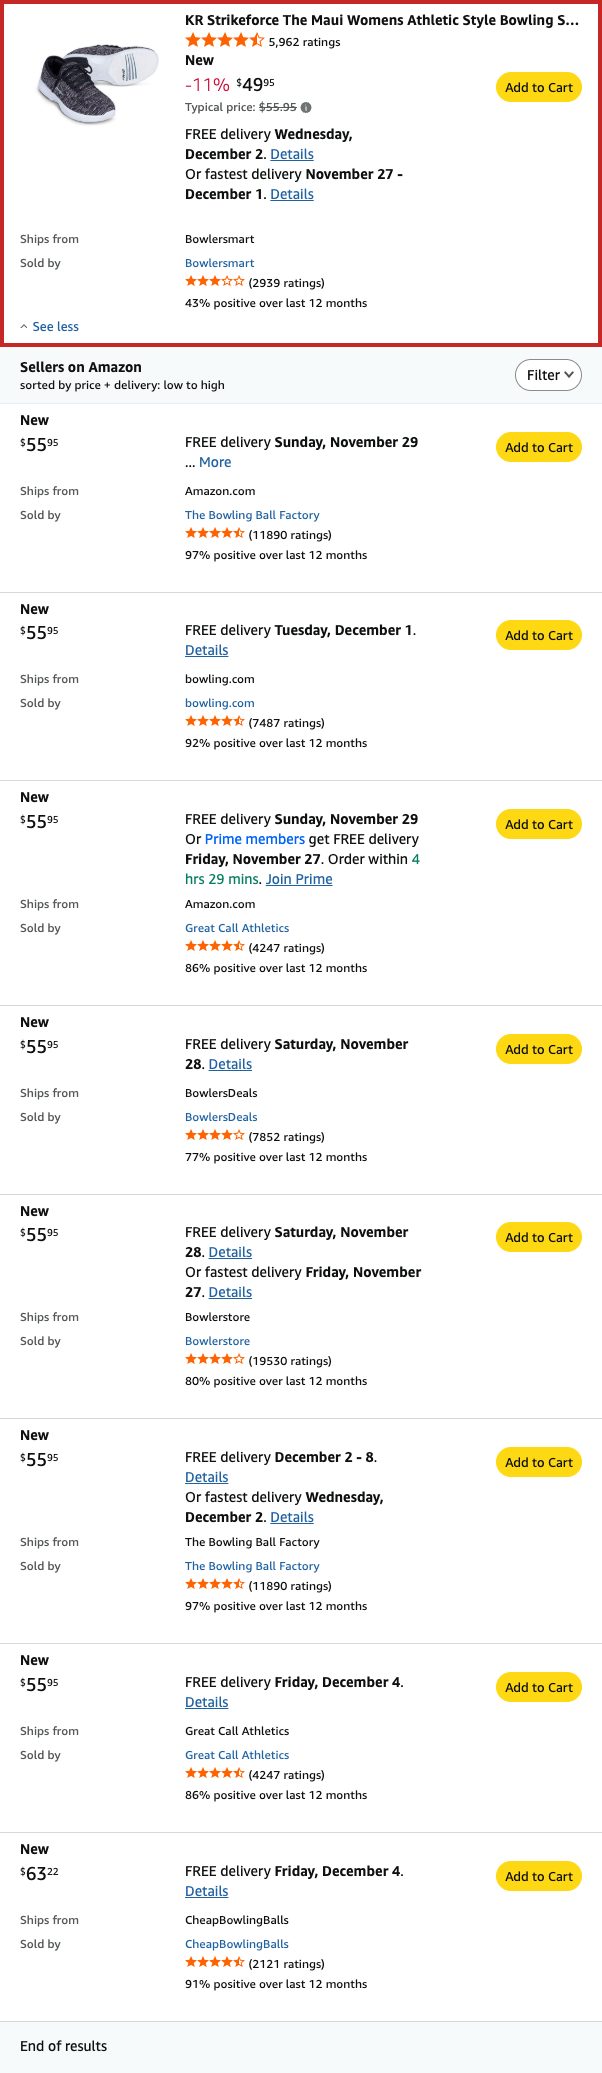 KR Strikeforce The Maui Womens Athletic Style Bowling S...
5,962 ratings
New
-11% $49 95
Typical price: $55.95
Add to Cart
FREE delivery Wednesday,
December 2. Details
Or fastest delivery November 27 -
December 1. Details
Ships from Bowlersmart
Sold by Bowlersmart
(2939 ratings)
43% positive over last 12 months
See less
Sellers on Amazon
sorted by price + delivery: low to high
Filter
New
$55 95
FREE delivery Sunday, November 29
... More
Add to Cart
Ships from Amazon.com
Sold by The Bowling Ball Factory
(11890 ratings)
97% positive over last 12 months
New
$55 95
FREE delivery Tuesday, December 1.
Details
Add to Cart
Ships from bowling.com
Sold by bowling.com
(7487 ratings)
92% positive over last 12 months
New
$55 95
FREE delivery Sunday, November 29
Or Prime members get FREE delivery
Friday, November 27. Order within 4
hrs 29 mins. Join Prime
Add to Cart
Ships from Amazon.com
Sold by Great Call Athletics
(4247 ratings)
86% positive over last 12 months
New
$55 95
FREE delivery Saturday, November
28. Details
Add to Cart
Ships from BowlersDeals
Sold by BowlersDeals
(7852 ratings)
77% positive over last 12 months
New
$55 95
FREE delivery Saturday, November
28. Details
Or fastest delivery Friday, November
27. Details
Add to Cart
Ships from Bowlerstore
Sold by Bowlerstore
(19530 ratings)
80% positive over last 12 months
New
$55 95
FREE delivery December 2 - 8.
Details
Or fastest delivery Wednesday,
December 2. Details
Add to Cart
Ships from The Bowling Ball Factory
Sold by The Bowling Ball Factory
(11890 ratings)
97% positive over last 12 months
New
$55 95
FREE delivery Friday, December 4.
Details
Add to Cart
Ships from Great Call Athletics
Sold by Great Call Athletics
(4247 ratings)
86% positive over last 12 months
New
$63 22
FREE delivery Friday, December 4.
Details
Add to Cart
Ships from CheapBowlingBalls
Sold by CheapBowlingBalls
(2121 ratings)
91% positive over last 12 months
End of results